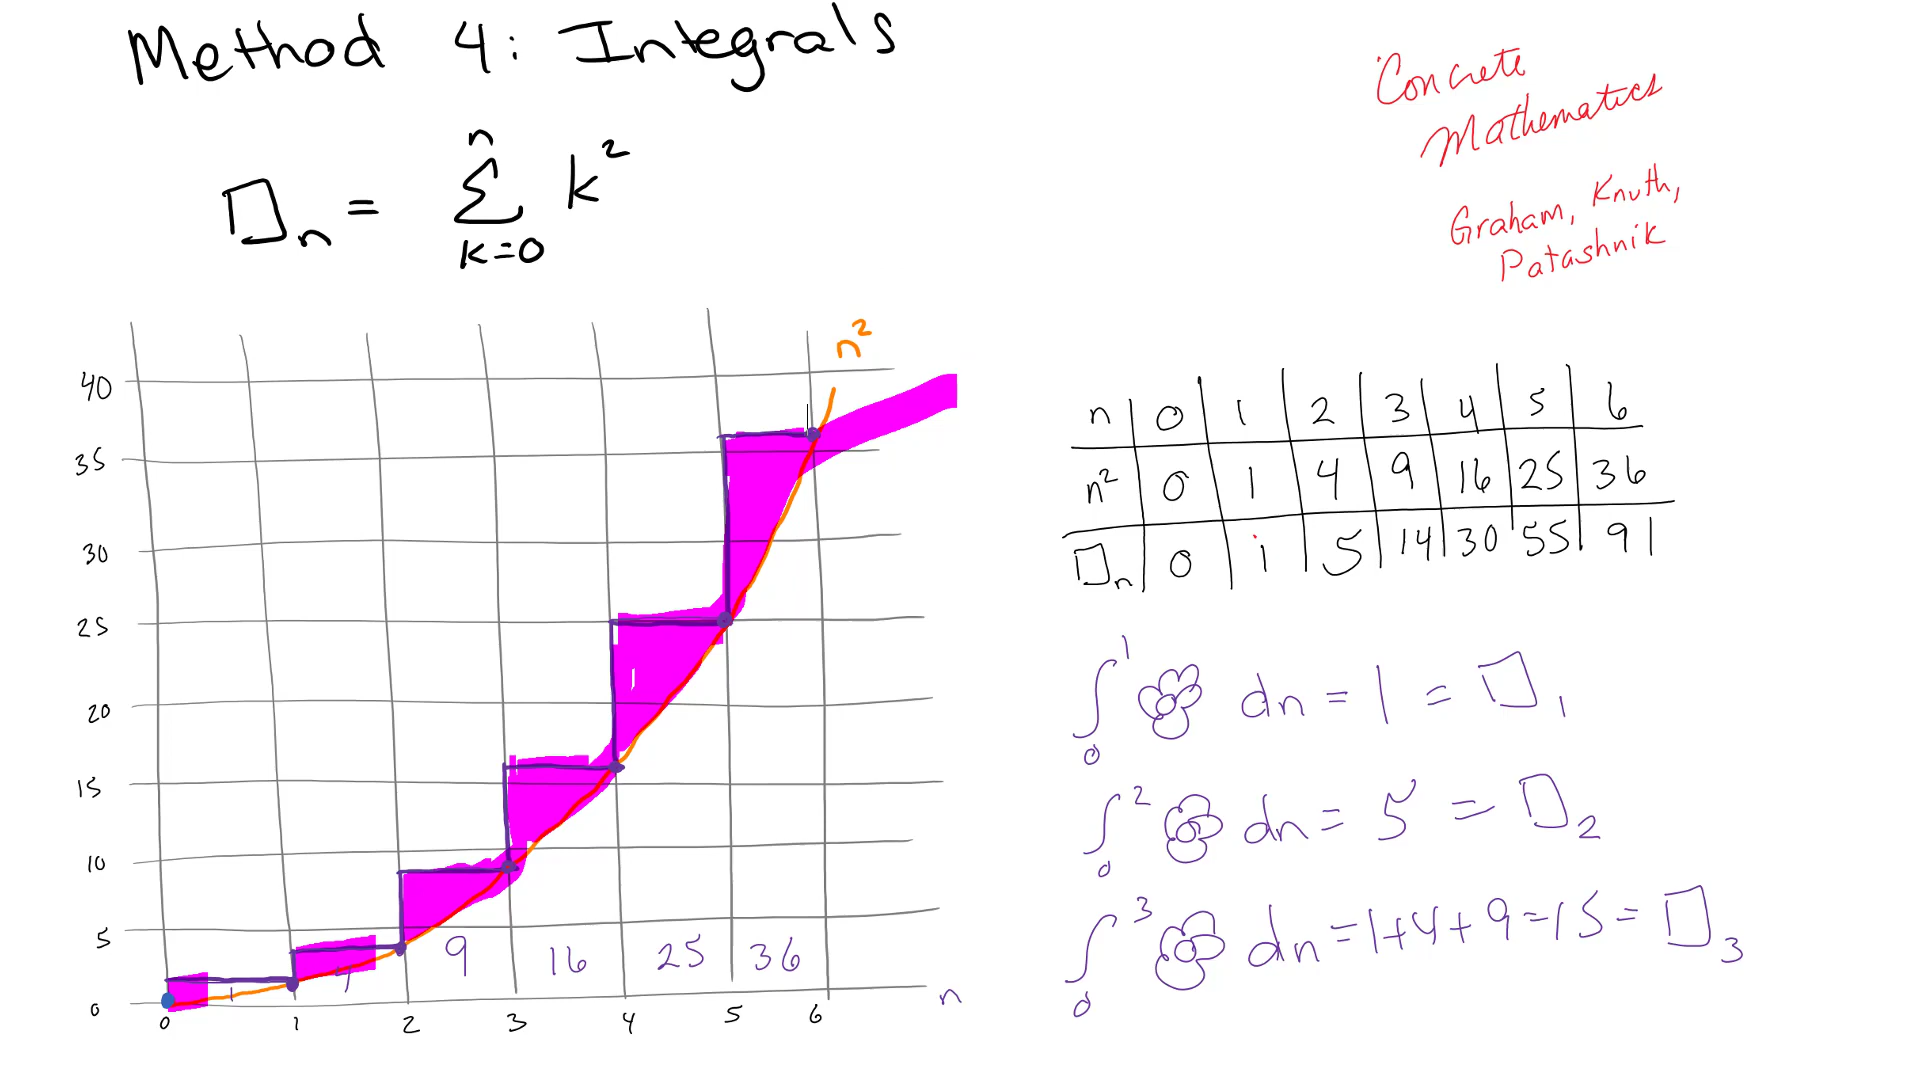 Method 4: Integrals
Concrete
Mathematics
Graham, Knuth,
Patashnik
□n = n Σ k=0 k²
n²
40
35
30
25
20
15
10
5
0
1 4 9 16 25 36
n
0 1 2 3 4 5 6
n 0 1 2 3 4 5 6
n² 0 1 4 9 16 25 36
□n 0 1 5 14 30 55 91
∫₀¹ dn = 1 = □₁
∫₀² dn = 5 = □₂
∫₀³ dn = 1+4+9=15= □₃